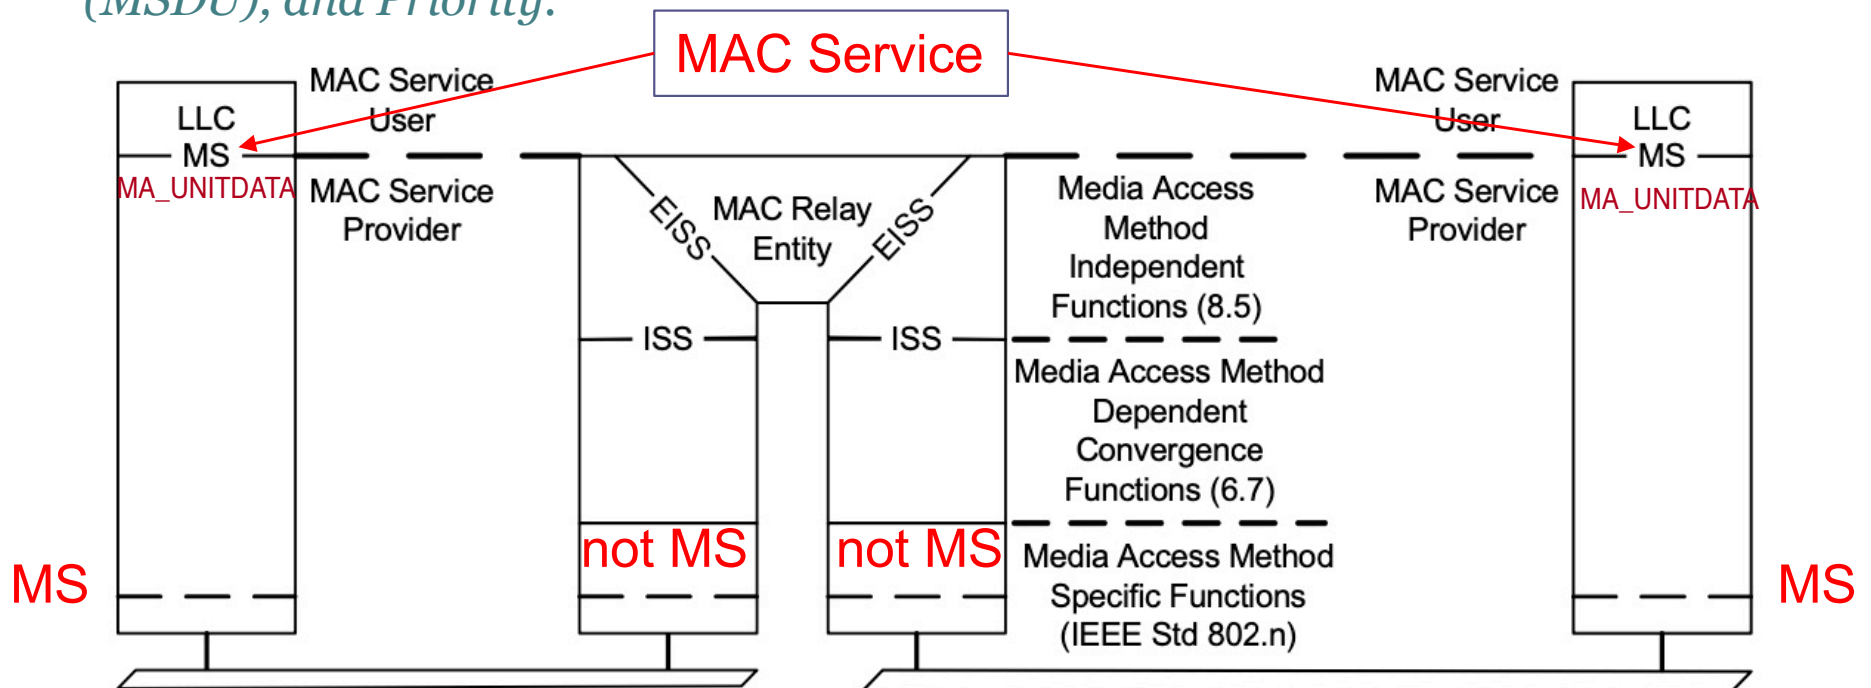 (MSDU), and Priority.
MAC Service
MAC Service
User
MAC Service
User
LLC
MS
MA_UNITDATA
MAC Service
Provider
EISS
MAC Relay
Entity
EISS
Media Access
Method
Independent
Functions (8.5)
MAC Service
Provider
LLC
MS
MA_UNITDATA
ISS
ISS
Media Access Method
Dependent
Convergence
Functions (6.7)
not MS
not MS
Media Access Method
Specific Functions
(IEEE Std 802.n)
MS
MS